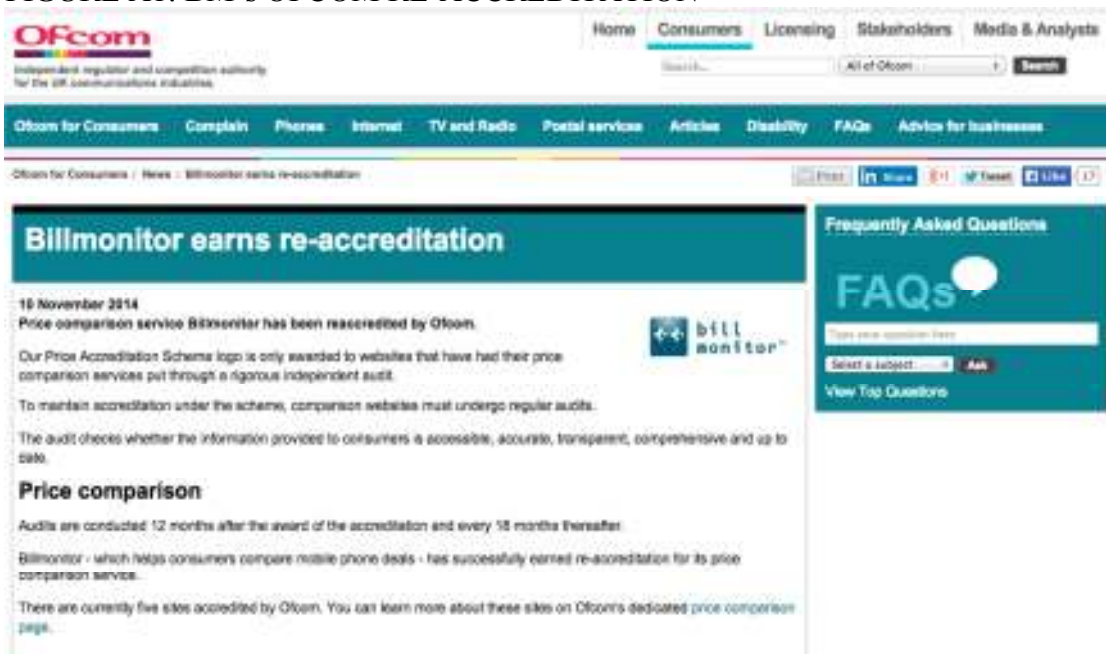 Ofcom
Home Consumers Licensing Stakeholders Media & Analysts
Independent regulator and competition authority
for the UK communications industries
Search... All of Ofcom Search
Ofcom for Consumers Complain Phones Internet TV and Radio Postal services Articles Disability FAQs Advice for businesses
Ofcom for Consumers / News / Billmonitor earns re-accreditation
Print in Share g+1 Tweet Like 17
Billmonitor earns re-accreditation
10 November 2014
Price comparison service Billmonitor has been reaccredited by Ofcom.
bill
monitor™
Our Price Accreditation Scheme logo is only awarded to websites that have had their price
comparison services put through a rigorous independent audit.
To maintain accreditation under the scheme, comparison websites must undergo regular audits.
The audit checks whether the information provided to consumers is accessible, accurate, transparent, comprehensive and up to
date.
Price comparison
Audits are conducted 12 months after the award of the accreditation and every 18 months thereafter.
Billmonitor - which helps consumers compare mobile phone deals - has successfully earned re-accreditation for its price
comparison service.
There are currently five sites accredited by Ofcom. You can learn more about these sites on Ofcom's dedicated price comparison
page.
Frequently Asked Questions
FAQs
Type your question here
Select a subject Ask
View Top Questions